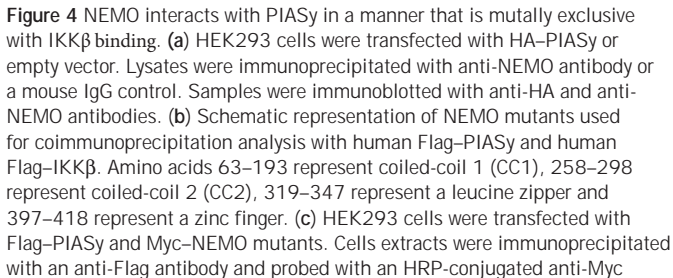 Figure 4 NEMO interacts with PIASy in a manner that is mutally exclusive
with IKKβ binding. (a) HEK293 cells were transfected with HA–PIASy or
empty vector. Lysates were immunoprecipitated with anti-NEMO antibody or
a mouse IgG control. Samples were immunoblotted with anti-HA and anti-
NEMO antibodies. (b) Schematic representation of NEMO mutants used
for coimmunoprecipitation analysis with human Flag–PIASy and human
Flag–IKKβ. Amino acids 63–193 represent coiled-coil 1 (CC1), 258–298
represent coiled-coil 2 (CC2), 319–347 represent a leucine zipper and
397–418 represent a zinc finger. (c) HEK293 cells were transfected with
Flag–PIASy and Myc–NEMO mutants. Cells extracts were immunoprecipitated
with an anti-Flag antibody and probed with an HRP-conjugated anti-Myc